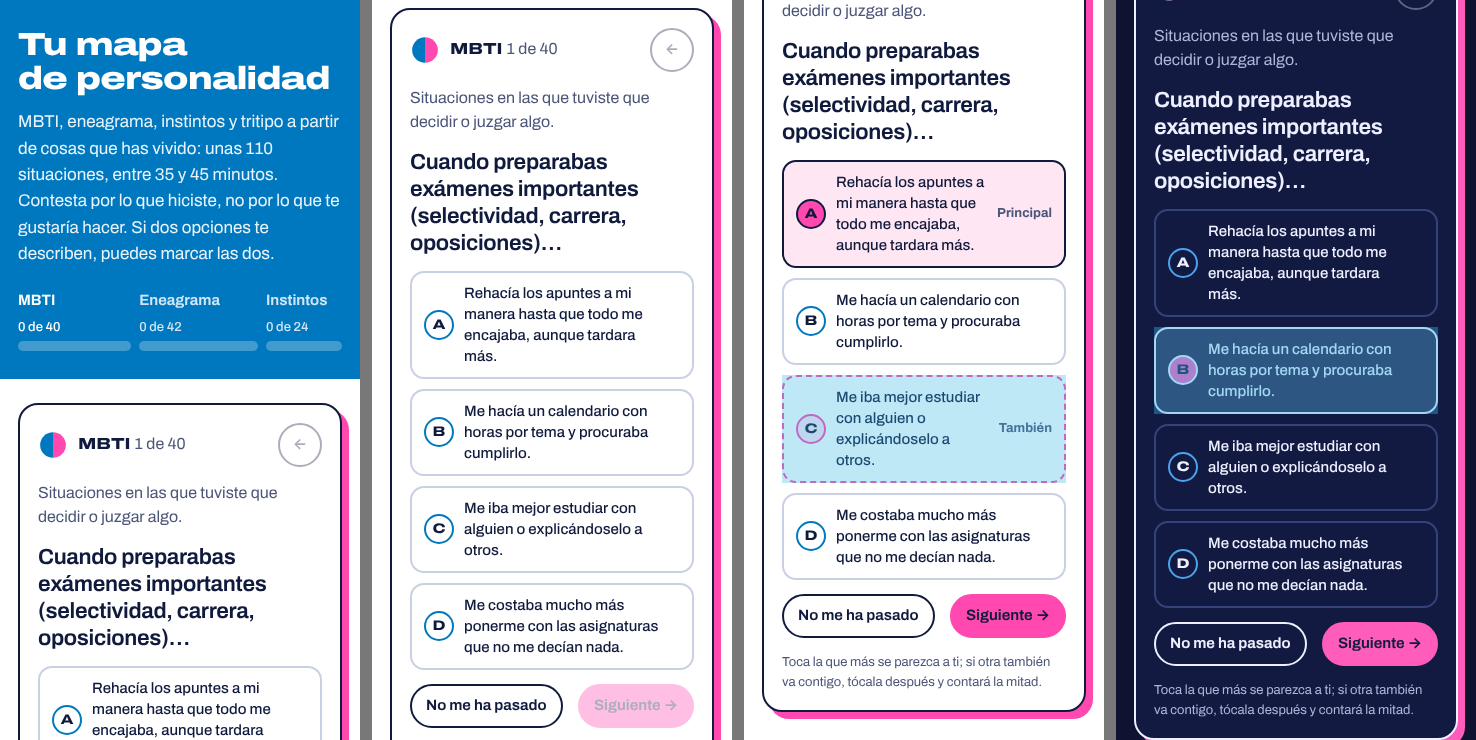 Tu mapa
de personalidad
MBTI, eneagrama, instintos y tritipo a partir
de cosas que has vivido: unas 110
situaciones, entre 35 y 45 minutos.
Contesta por lo que hiciste, no por lo que te
gustaría hacer. Si dos opciones te
describen, puedes marcar las dos.
MBTI Eneagrama Instintos
0 de 40 0 de 42 0 de 24
MBTI 1 de 40
←
Situaciones en las que tuviste que
decidir o juzgar algo.
Cuando preparabas
exámenes importantes
(selectividad, carrera,
oposiciones)…
A
Rehacía los apuntes a mi
manera hasta que todo me
encajaba, aunque tardara
MBTI 1 de 40
←
Situaciones en las que tuviste que
decidir o juzgar algo.
Cuando preparabas
exámenes importantes
(selectividad, carrera,
oposiciones)…
A
Rehacía los apuntes a mi
manera hasta que todo me
encajaba, aunque tardara
más.
B
Me hacía un calendario con
horas por tema y procuraba
cumplirlo.
C
Me iba mejor estudiar con
alguien o explicándoselo a
otros.
D
Me costaba mucho más
ponerme con las asignaturas
que no me decían nada.
No me ha pasado
Siguiente →
decidir o juzgar algo.
Cuando preparabas
exámenes importantes
(selectividad, carrera,
oposiciones)…
A
Rehacía los apuntes a
mi manera hasta que
todo me encajaba,
aunque tardara más.
Principal
B
Me hacía un calendario con
horas por tema y procuraba
cumplirlo.
C
Me iba mejor estudiar
con alguien o
explicándoselo a
otros.
También
D
Me costaba mucho más
ponerme con las asignaturas
que no me decían nada.
No me ha pasado
Siguiente →
Toca la que más se parezca a ti; si otra también
va contigo, tócala después y contará la mitad.
Situaciones en las que tuviste que
decidir o juzgar algo.
Cuando preparabas
exámenes importantes
(selectividad, carrera,
oposiciones)…
A
Rehacía los apuntes a mi
manera hasta que todo me
encajaba, aunque tardara
más.
B
Me hacía un calendario con
horas por tema y procuraba
cumplirlo.
C
Me iba mejor estudiar con
alguien o explicándoselo a
otros.
D
Me costaba mucho más
ponerme con las asignaturas
que no me decían nada.
No me ha pasado
Siguiente →
Toca la que más se parezca a ti; si otra también
va contigo, tócala después y contará la mitad.